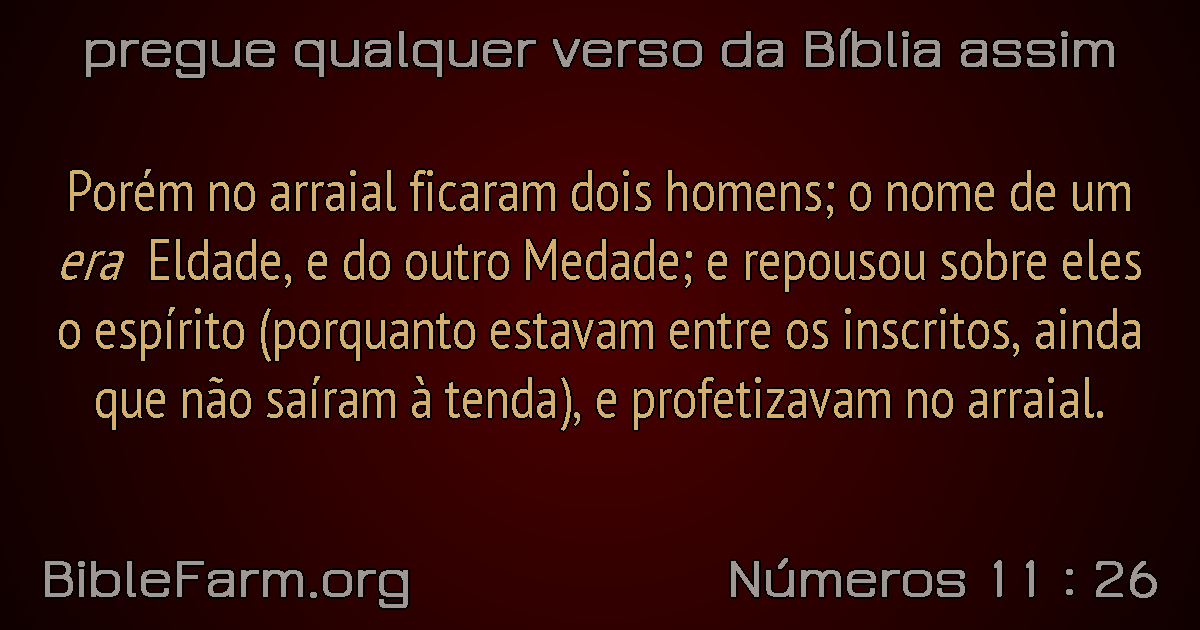 pregue qualquer verso da Bíblia assim
Porém no arraial ficaram dois homens; o nome de um
era Eldade, e do outro Medade; e repousou sobre eles
o espírito (porquanto estavam entre os inscritos, ainda
que não saíram à tenda), e profetizavam no arraial.
BibleFarm.org
Números 11 : 26